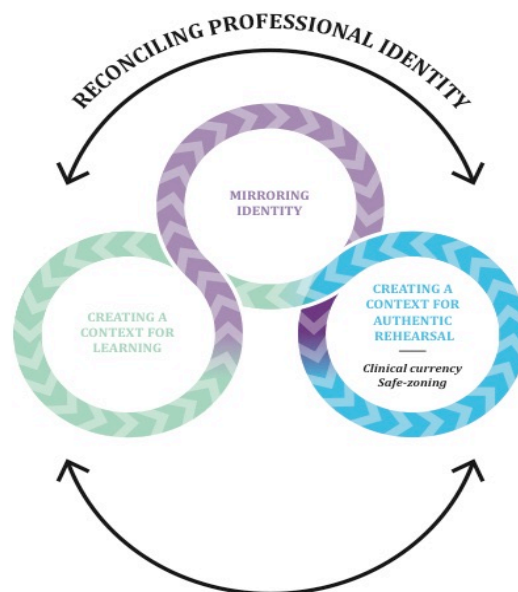 RECONCILING PROFESSIONAL IDENTITY
MIRRORING
IDENTITY
CREATING A
CONTEXT FOR
LEARNING
CREATING A
CONTEXT FOR
AUTHENTIC
REHEARSAL
Clinical currency
Safe-zoning